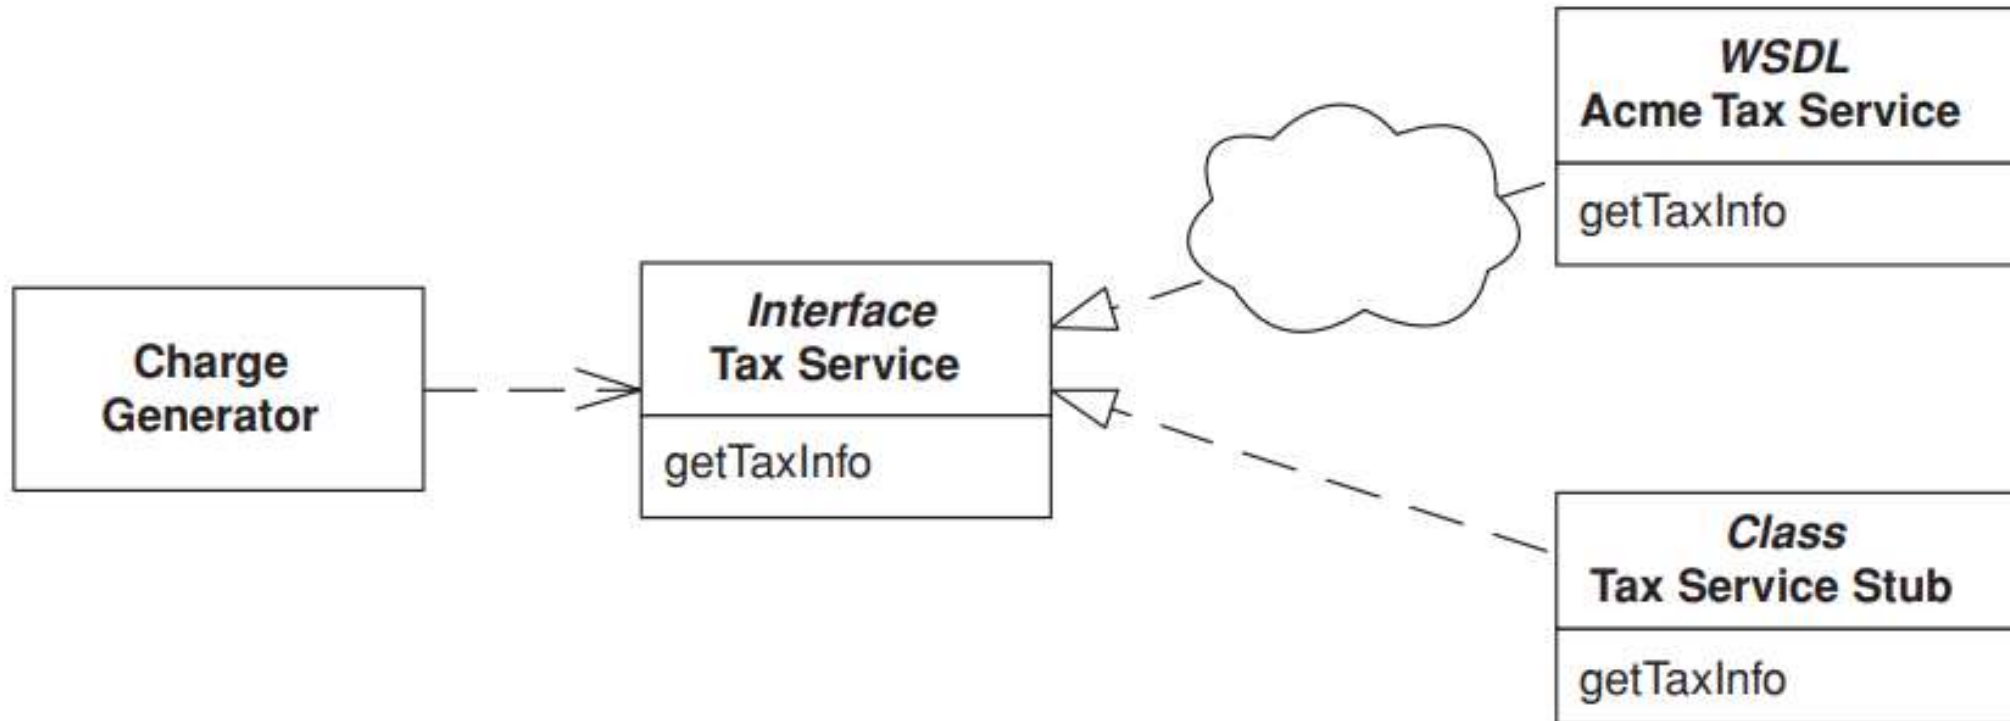 Charge
Generator
Interface
Tax Service
getTaxInfo
WSDL
Acme Tax Service
getTaxInfo
Class
Tax Service Stub
getTaxInfo